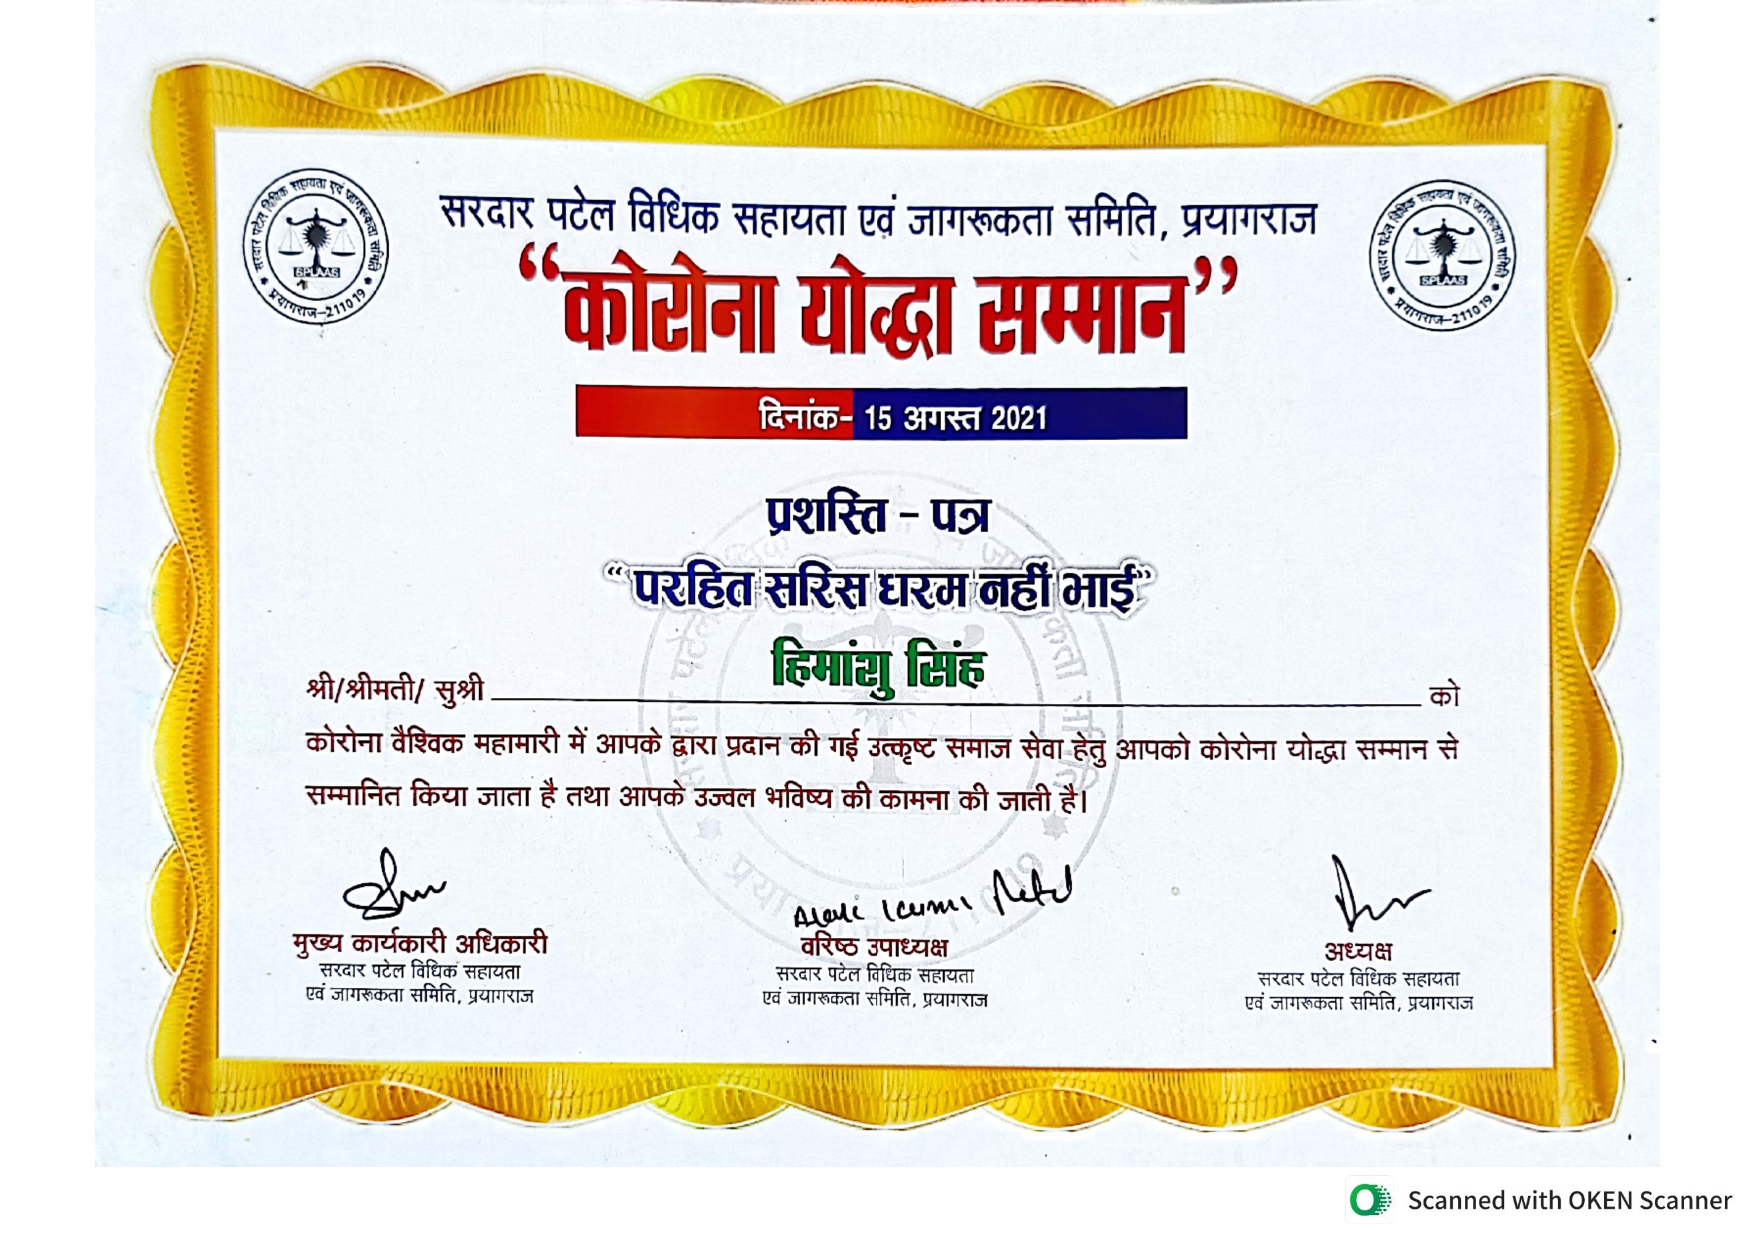 सरदार पटेल विधिक सहायता एवं जागरूकता समिति, प्रयागराज
“कोरोना योद्धा सम्मान”
दिनांक- 15 अगस्त 2021
सरदार पटेल विधिक सहायता एवं जागरूकता समिति
SPLAAS
प्रयागराज-211019
सरदार पटेल विधिक सहायता एवं जागरूकता समिति
SPLAAS
प्रयागराज-211019
प्रशस्ति - पत्र
“परहित सरिस धरम नहीं भाई”
हिमांशु सिंह
श्री/श्रीमती/ सुश्री को
कोरोना वैश्विक महामारी में आपके द्वारा प्रदान की गई उत्कृष्ट समाज सेवा हेतु आपको कोरोना योद्धा सम्मान से
सम्मानित किया जाता है तथा आपके उज्वल भविष्य की कामना की जाती है।
मुख्य कार्यकारी अधिकारी
सरदार पटेल विधिक सहायता
एवं जागरूकता समिति, प्रयागराज
वरिष्ठ उपाध्यक्ष
सरदार पटेल विधिक सहायता
एवं जागरूकता समिति, प्रयागराज
अध्यक्ष
सरदार पटेल विधिक सहायता
एवं जागरूकता समिति, प्रयागराज
Scanned with OKEN Scanner